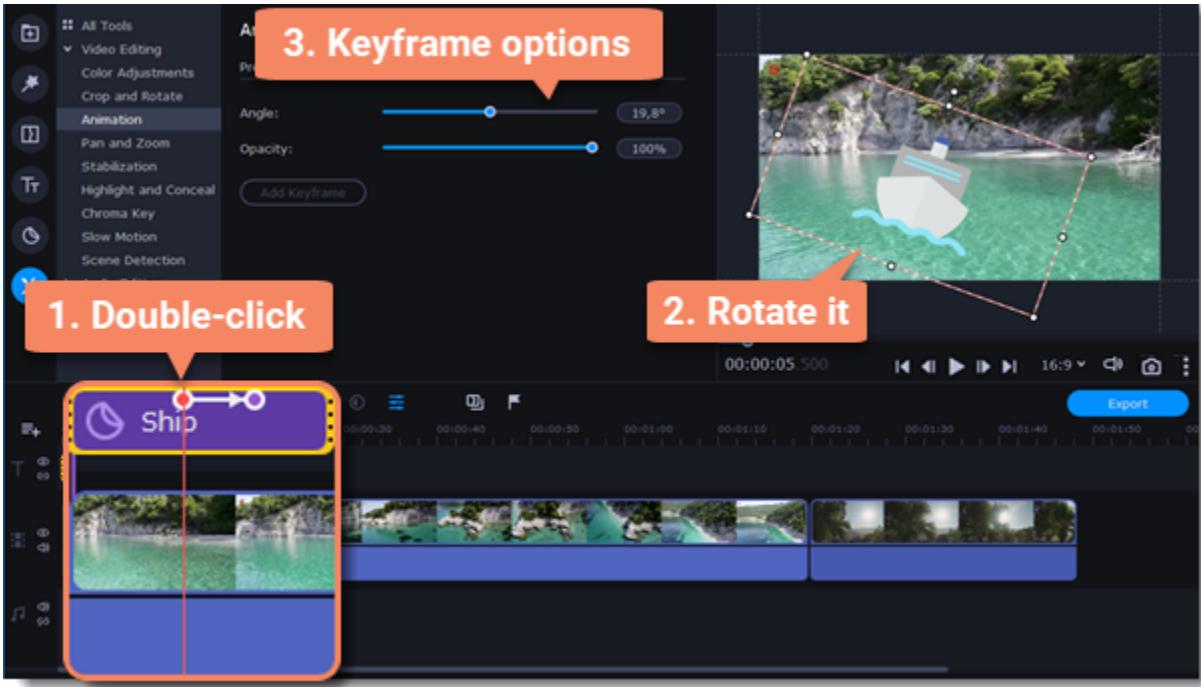 All Tools
Video Editing
Color Adjustments
Crop and Rotate
Animation
Pan and Zoom
Stabilization
Highlight and Conceal
Chroma Key
Slow Motion
Scene Detection
3. Keyframe options
Angle:
19,8°
Opacity:
100%
Add Keyframe
1. Double-click
2. Rotate it
00:00:05.500
16:9
Export
Ship
00:00:30 00:00:40 00:00:50 00:01:00 00:01:10 00:01:20 00:01:30 00:01:40 00:01:50